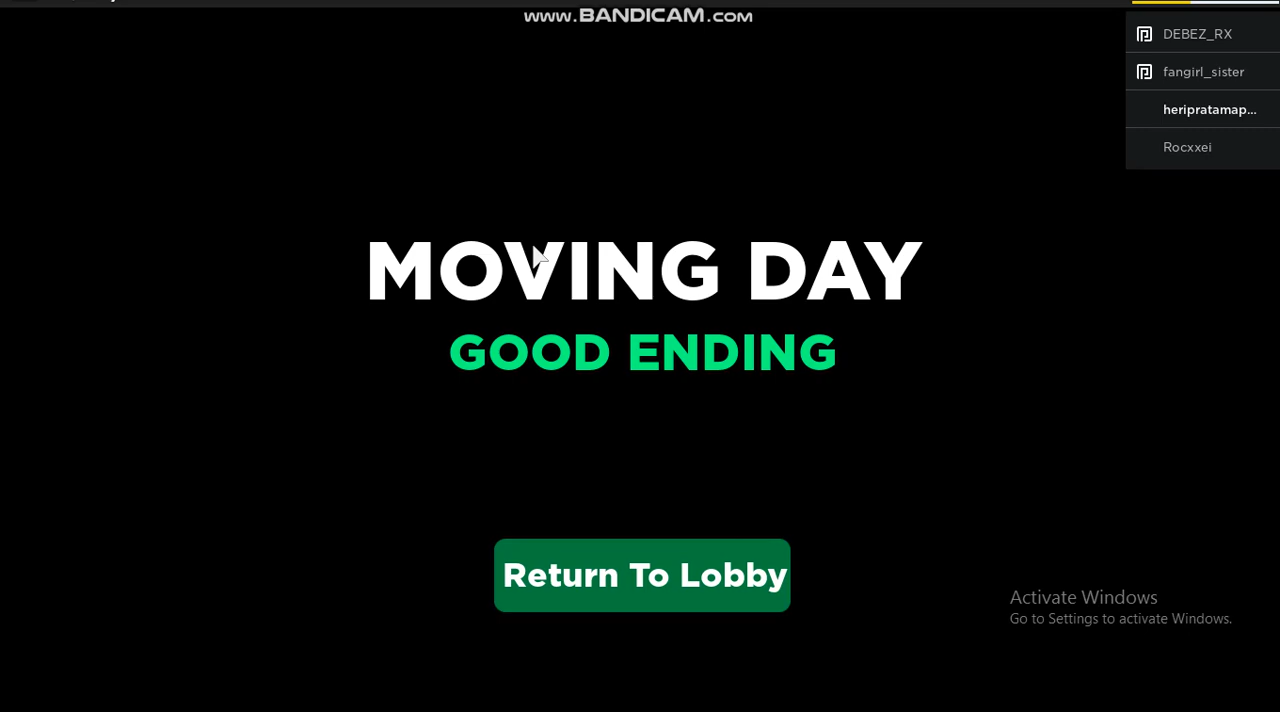 www.BANDICAM.com
DEBEZ_RX
fangirl_sister
heripratamap...
Rocxxei
MOVING DAY
GOOD ENDING
Return To Lobby
Activate Windows
Go to Settings to activate Windows.